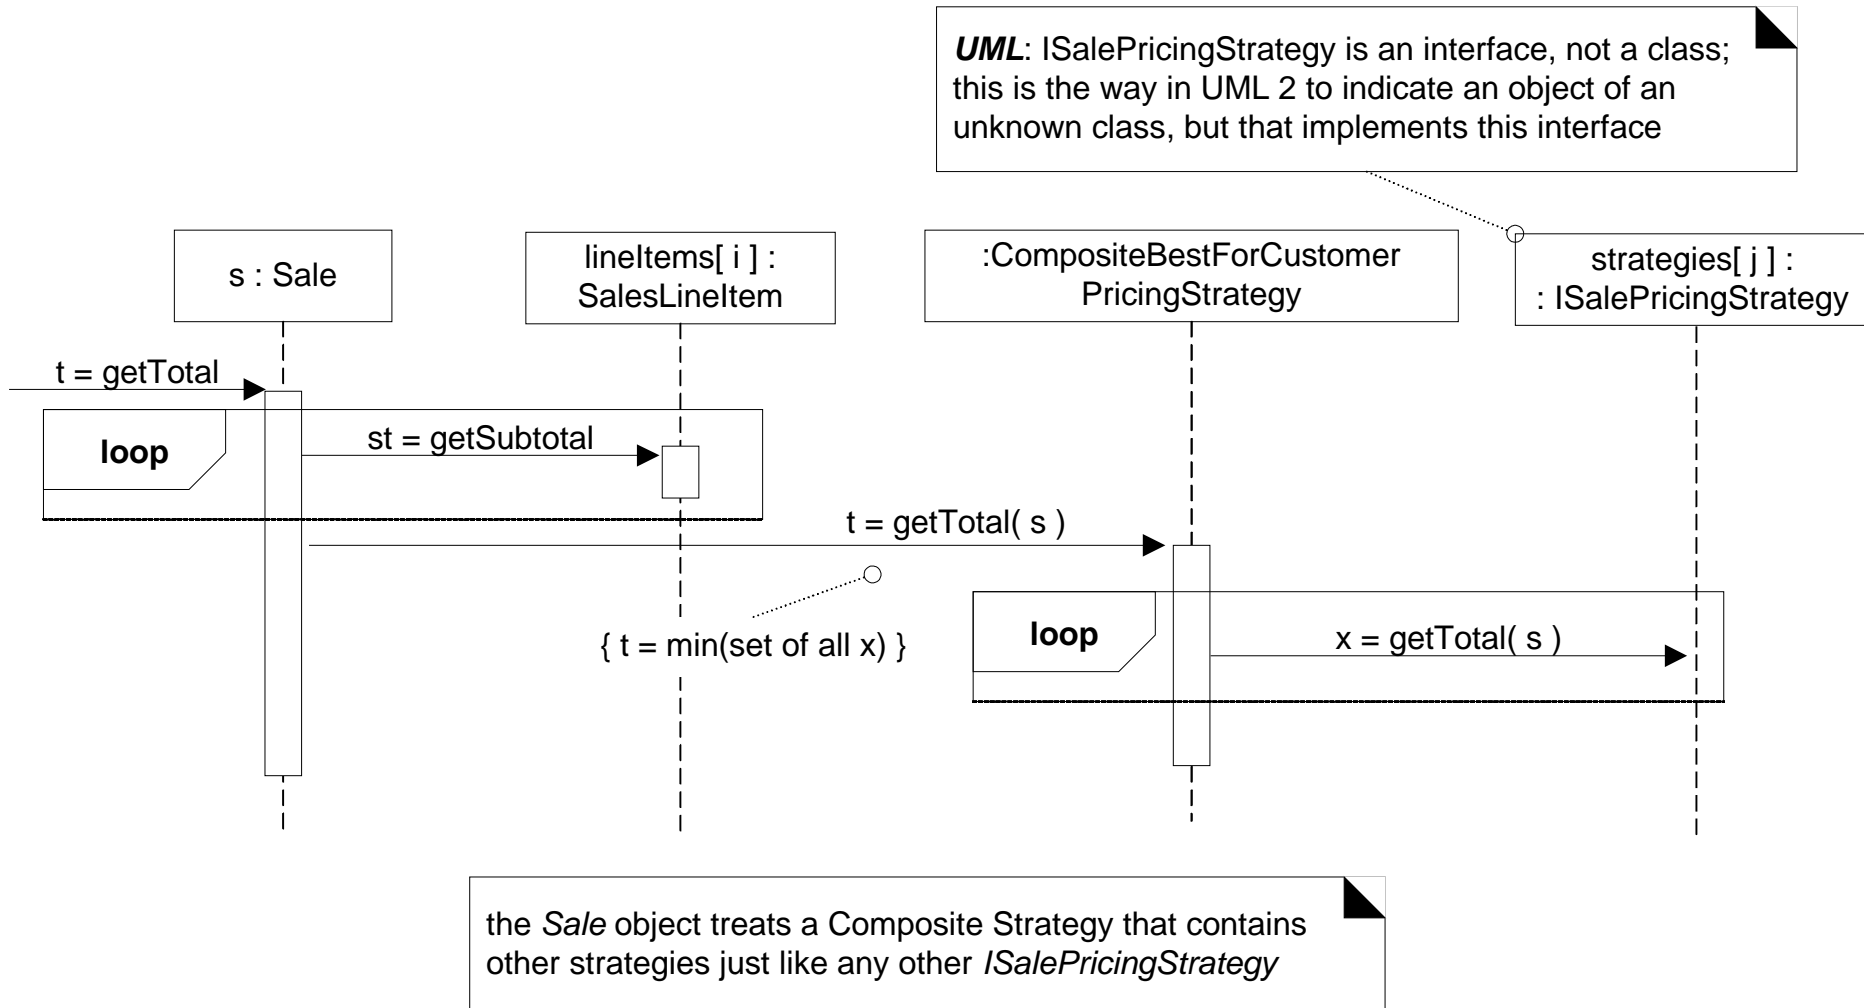 UML: ISalePricingStrategy is an interface, not a class;
this is the way in UML 2 to indicate an object of an
unknown class, but that implements this interface
s : Sale
lineItems[ i ] :
SalesLineItem
:CompositeBestForCustomer
PricingStrategy
strategies[ j ] :
: ISalePricingStrategy
t = getTotal
loop
st = getSubtotal
t = getTotal( s )
{ t = min(set of all x) }
loop
x = getTotal( s )
the Sale object treats a Composite Strategy that contains
other strategies just like any other ISalePricingStrategy